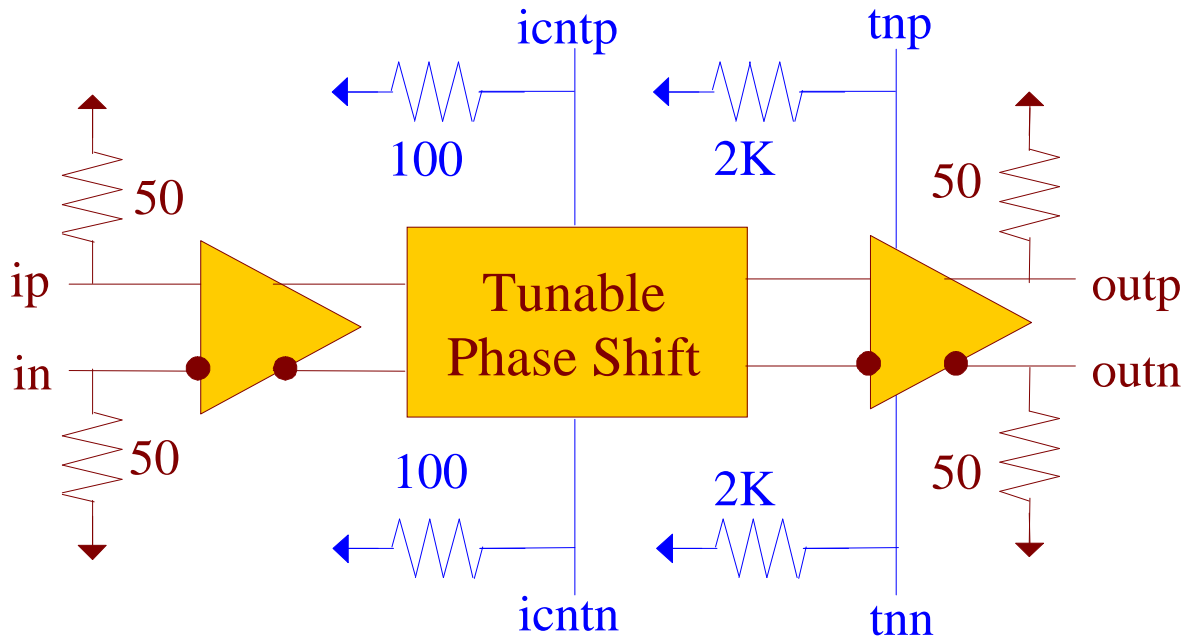 icntp
tnp
100
2K
50
50
ip
Tunable
Phase Shift
outp
in
outn
50
100
2K
50
icntn
tnn